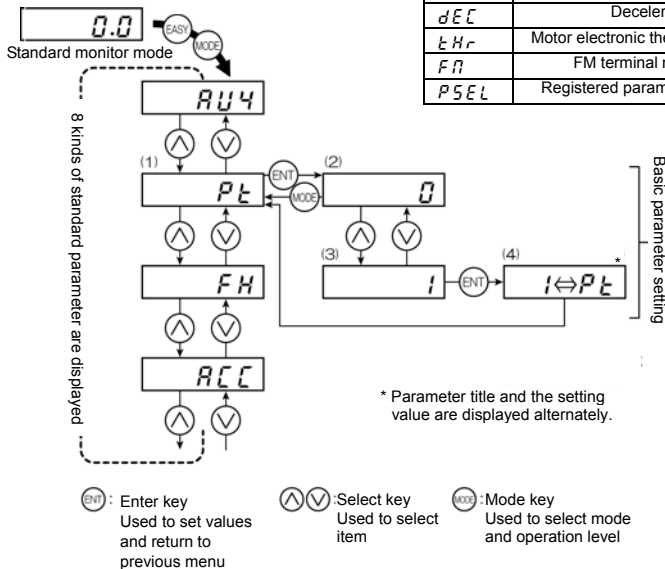 0.0
EASY
MODE
Standard monitor mode
dEC Deceler
tHr Motor electronic the
FM FM terminal
PSEL Registered param
8 kinds of standard parameter are displayed
AU4
(1)
Pt
ENT
MODE
(2)
0
(3)
1
ENT
(4)
*
1⇔Pt
Basic parameter setting
FH
ACC
* Parameter title and the setting
value are displayed alternately.
ENT : Enter key
Used to set values
and return to
previous menu
:Select key
Used to select
item
MODE :Mode key
Used to select mode
and operation level